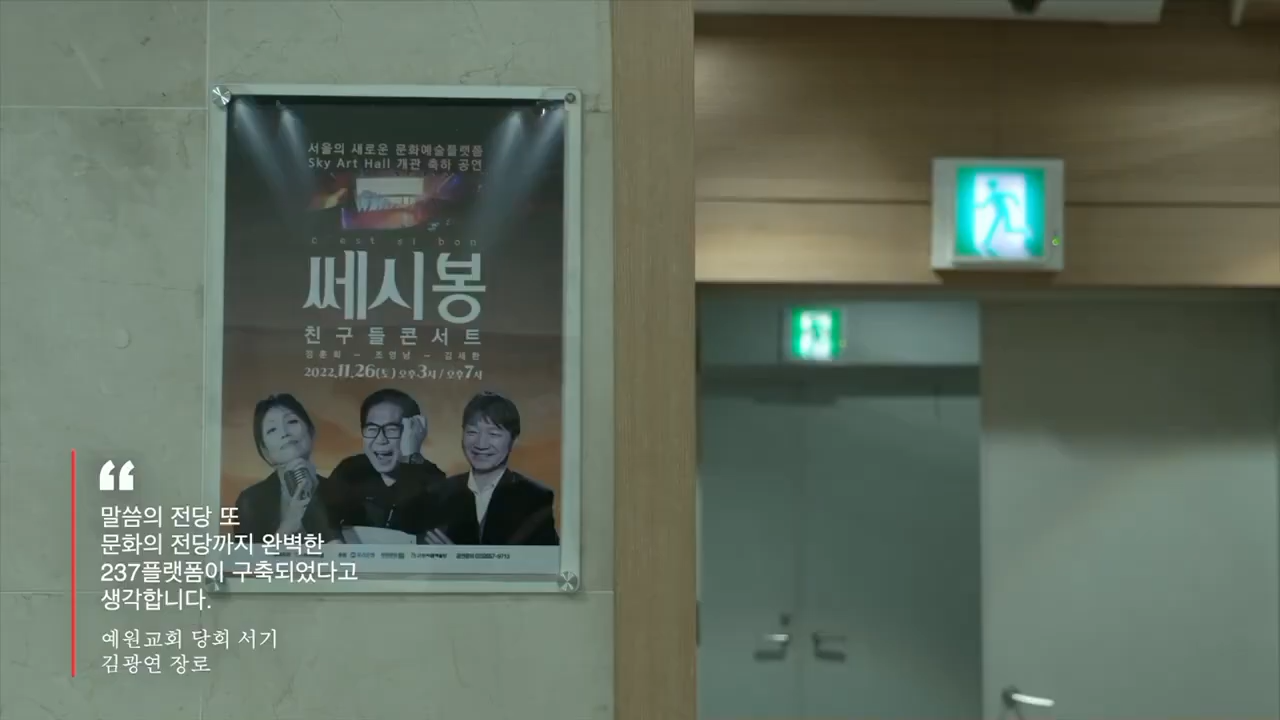 서울의 새로운 문화예술플랫폼
Sky Art Hall 개관 축하 공연
c'est si bon
쎄시봉
친구들콘서트
2022.11.26(토) 오후3시 / 오후7시
말씀의 전당 또
문화의 전당까지 완벽한
237플랫폼이 구축되었다고
생각합니다.
예원교회 당회 서기
김광연 장로